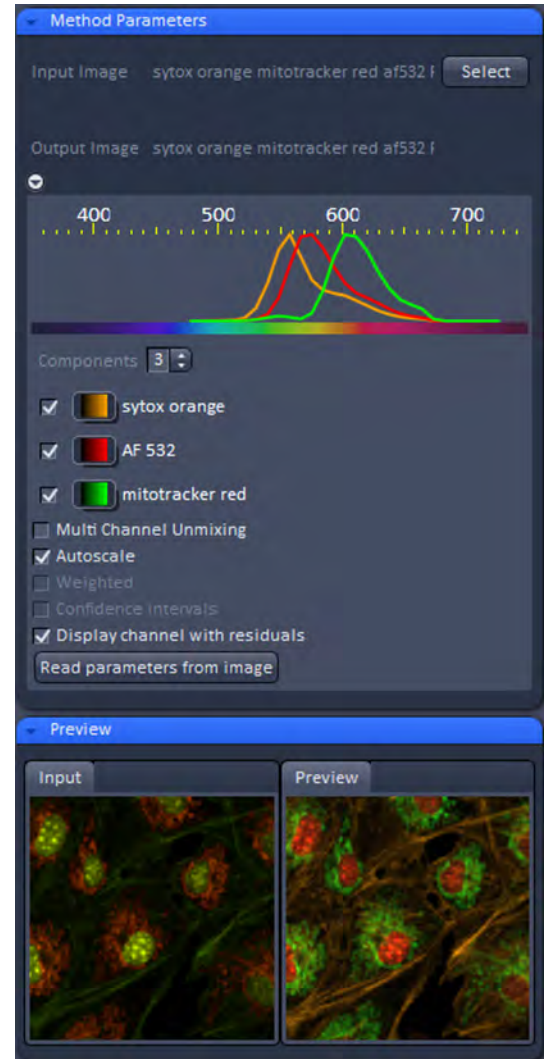 Method Parameters
Input Image sytox orange mitotracker red af532 Select
Output Image sytox orange mitotracker red af532
400 500 600 700
Components 3
sytox orange
AF 532
mitotracker red
Multi Channel Unmixing
Autoscale
Weighted
Confidence intervals
Display channel with residuals
Read parameters from image
Preview
Input Preview